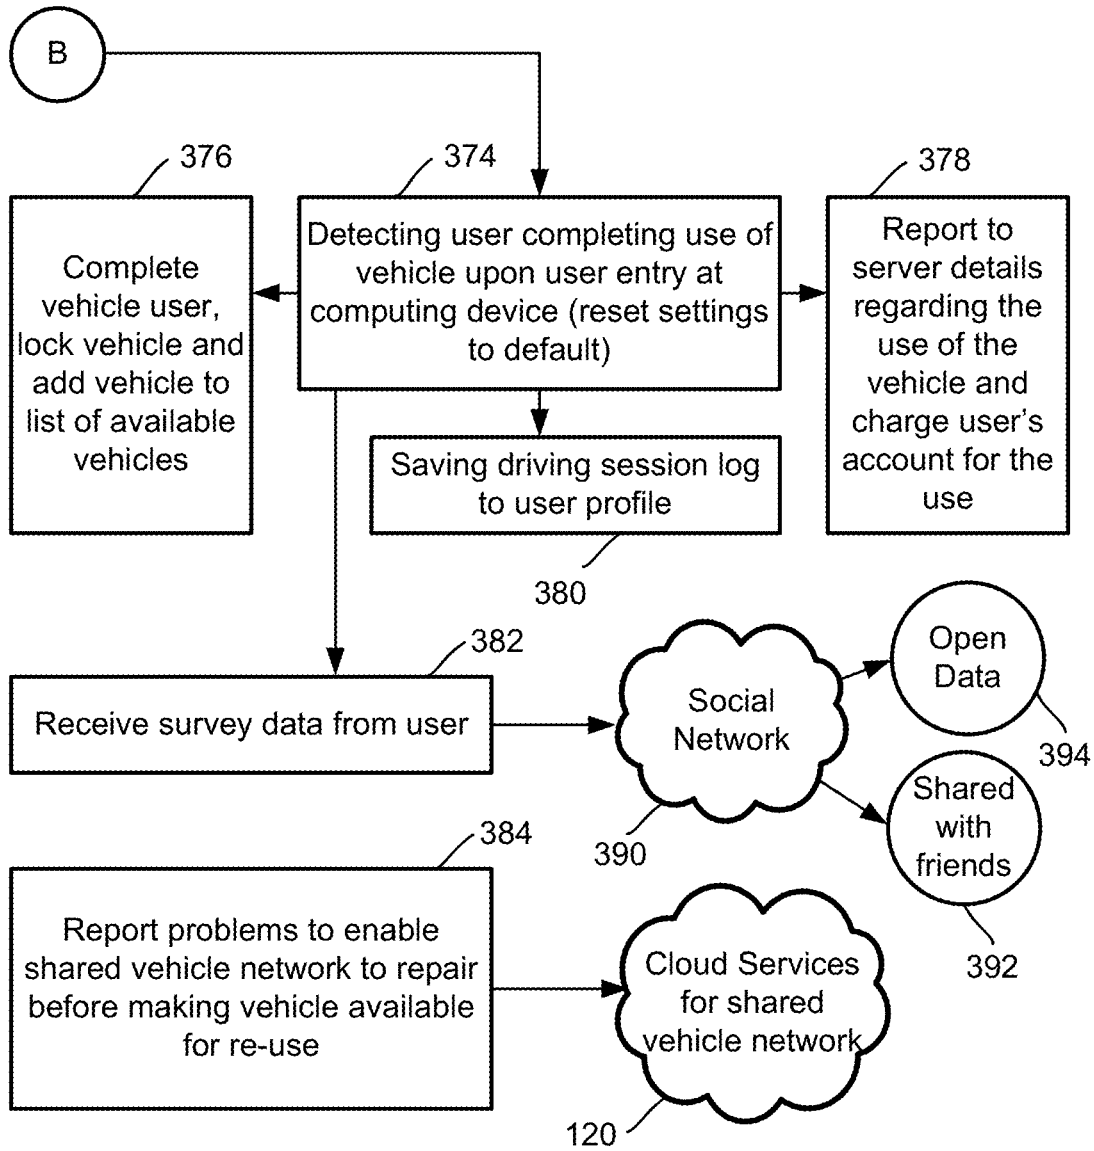 B
376
374
378
Complete
vehicle user,
lock vehicle and
add vehicle to
list of available
vehicles
Detecting user completing use of
vehicle upon user entry at
computing device (reset settings
to default)
Report to
server details
regarding the
use of the
vehicle and
charge user's
account for the
use
Saving driving session log
to user profile
380
382
Receive survey data from user
Social
Network
390
Open
Data
394
Shared
with
friends
392
384
Report problems to enable
shared vehicle network to repair
before making vehicle available
for re-use
Cloud Services
for shared
vehicle network
120